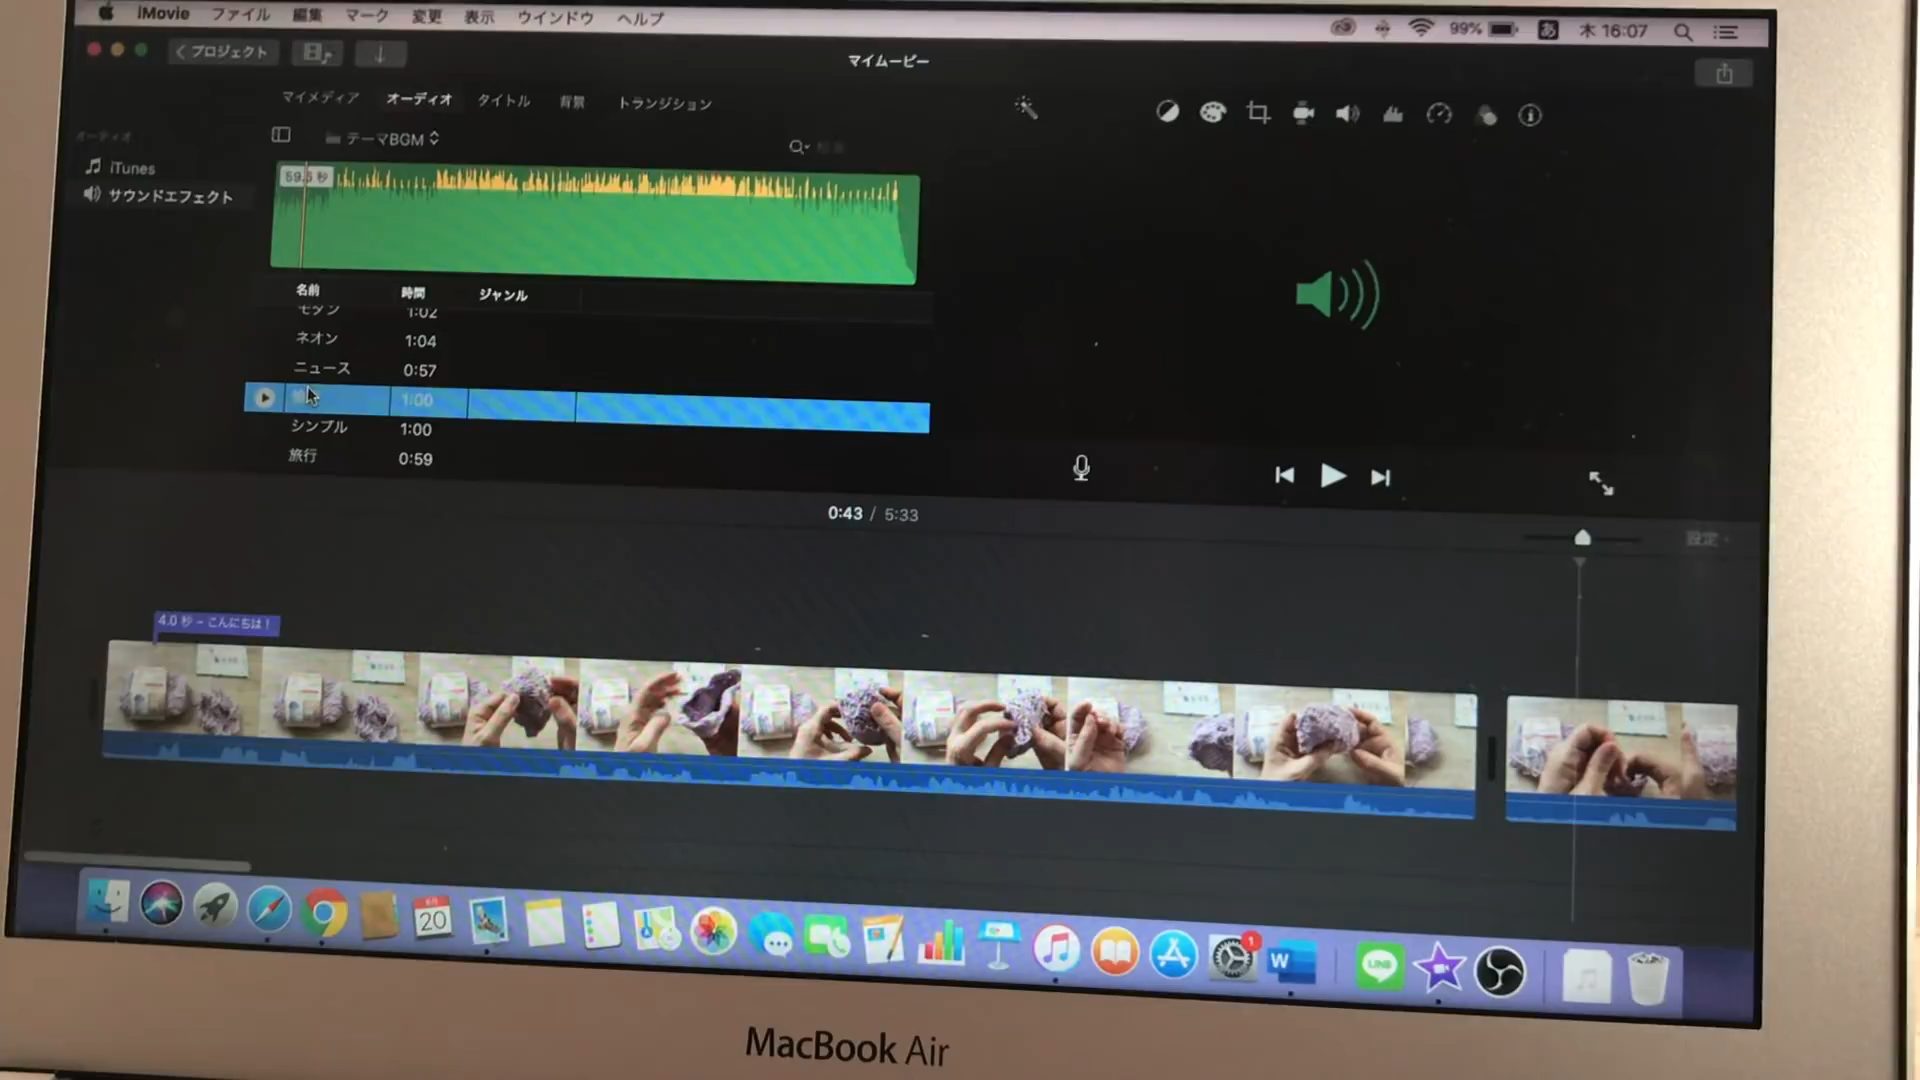 iMovie ファイル 編集 マーク 変更 表示 ウインドウ ヘルプ 99% あ 木 16:07
プロジェクト マイムービー
マイメディア オーディオ タイトル 背景 トランジション
オーディオ
テーマBGM 検索
iTunes
サウンドエフェクト
59.5 秒
名前 時間 ジャンル
モダン 1:02
ネオン 1:04
ニュース 0:57
1:00
シンプル 1:00
旅行 0:59
0:43 / 5:33
設定
4.0 秒 – こんにちは！
20
1
W
LINE
MacBook Air